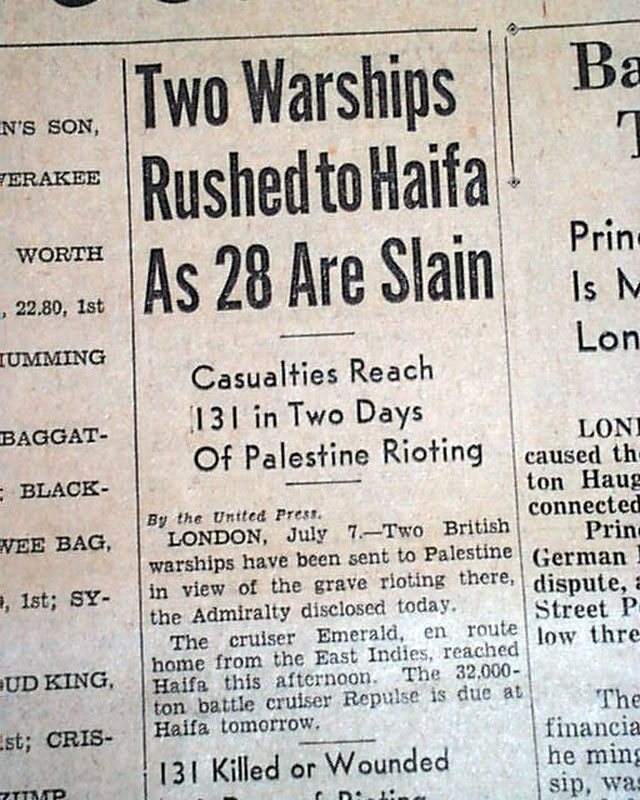 N'S SON,
VERAKEE
WORTH
, 22.80, 1st
HUMMING
BAGGAT-
; BLACK-
WEE BAG,
, 1st; SY-
OUD KING,
1st; CRIS-
Two Warships
Rushed to Haifa
As 28 Are Slain
Casualties Reach
131 in Two Days
Of Palestine Rioting
By the United Press.
LONDON, July 7.—Two British
warships have been sent to Palestine
in view of the grave rioting there,
the Admiralty disclosed today.
The cruiser Emerald, en route
home from the East Indies, reached
Haifa this afternoon. The 32,000-
ton battle cruiser Repulse is due at
Haifa tomorrow.
131 Killed or Wounded
Ba
T
Prin
Is M
Lon
LOND
caused the
ton Haug
connected
Prin
German
dispute, a
Street P
low thre
The
financia
he ming
sip, was